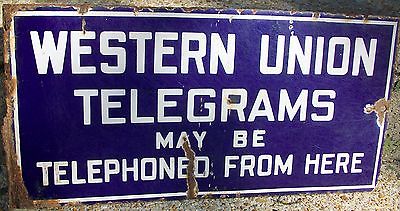 WESTERN UNION
TELEGRAMS
MAY BE
TELEPHONED FROM HERE